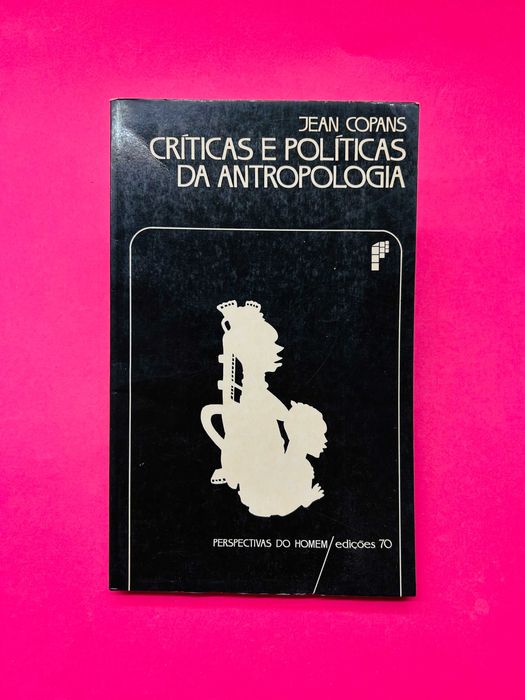 JEAN COPANS
CRÍTICAS E POLÍTICAS
DA ANTROPOLOGIA
PERSPECTIVAS DO HOMEM/edições 70